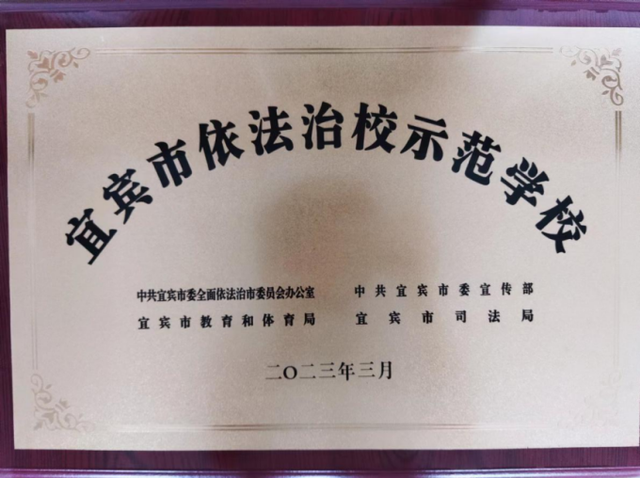 宜宾市依法治校示范学校
中共宜宾市委全面依法治市委员会办公室 中共宜宾市委宣传部
宜宾市教育和体育局 宜宾市司法局
二〇二三年三月